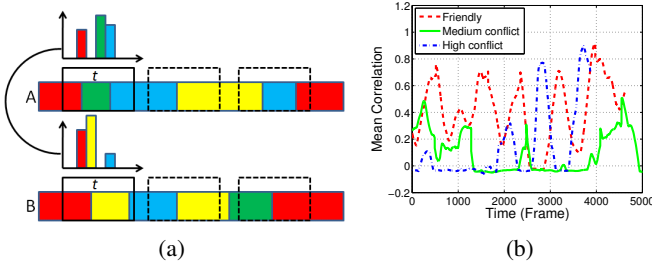 t
A
t
B
(a)
Friendly
Medium conflict
High conflict
Mean Correlation
1.2
1
0.8
0.6
0.4
0.2
0
−0.2
0 1000 2000 3000 4000 5000
Time (Frame)
(b)